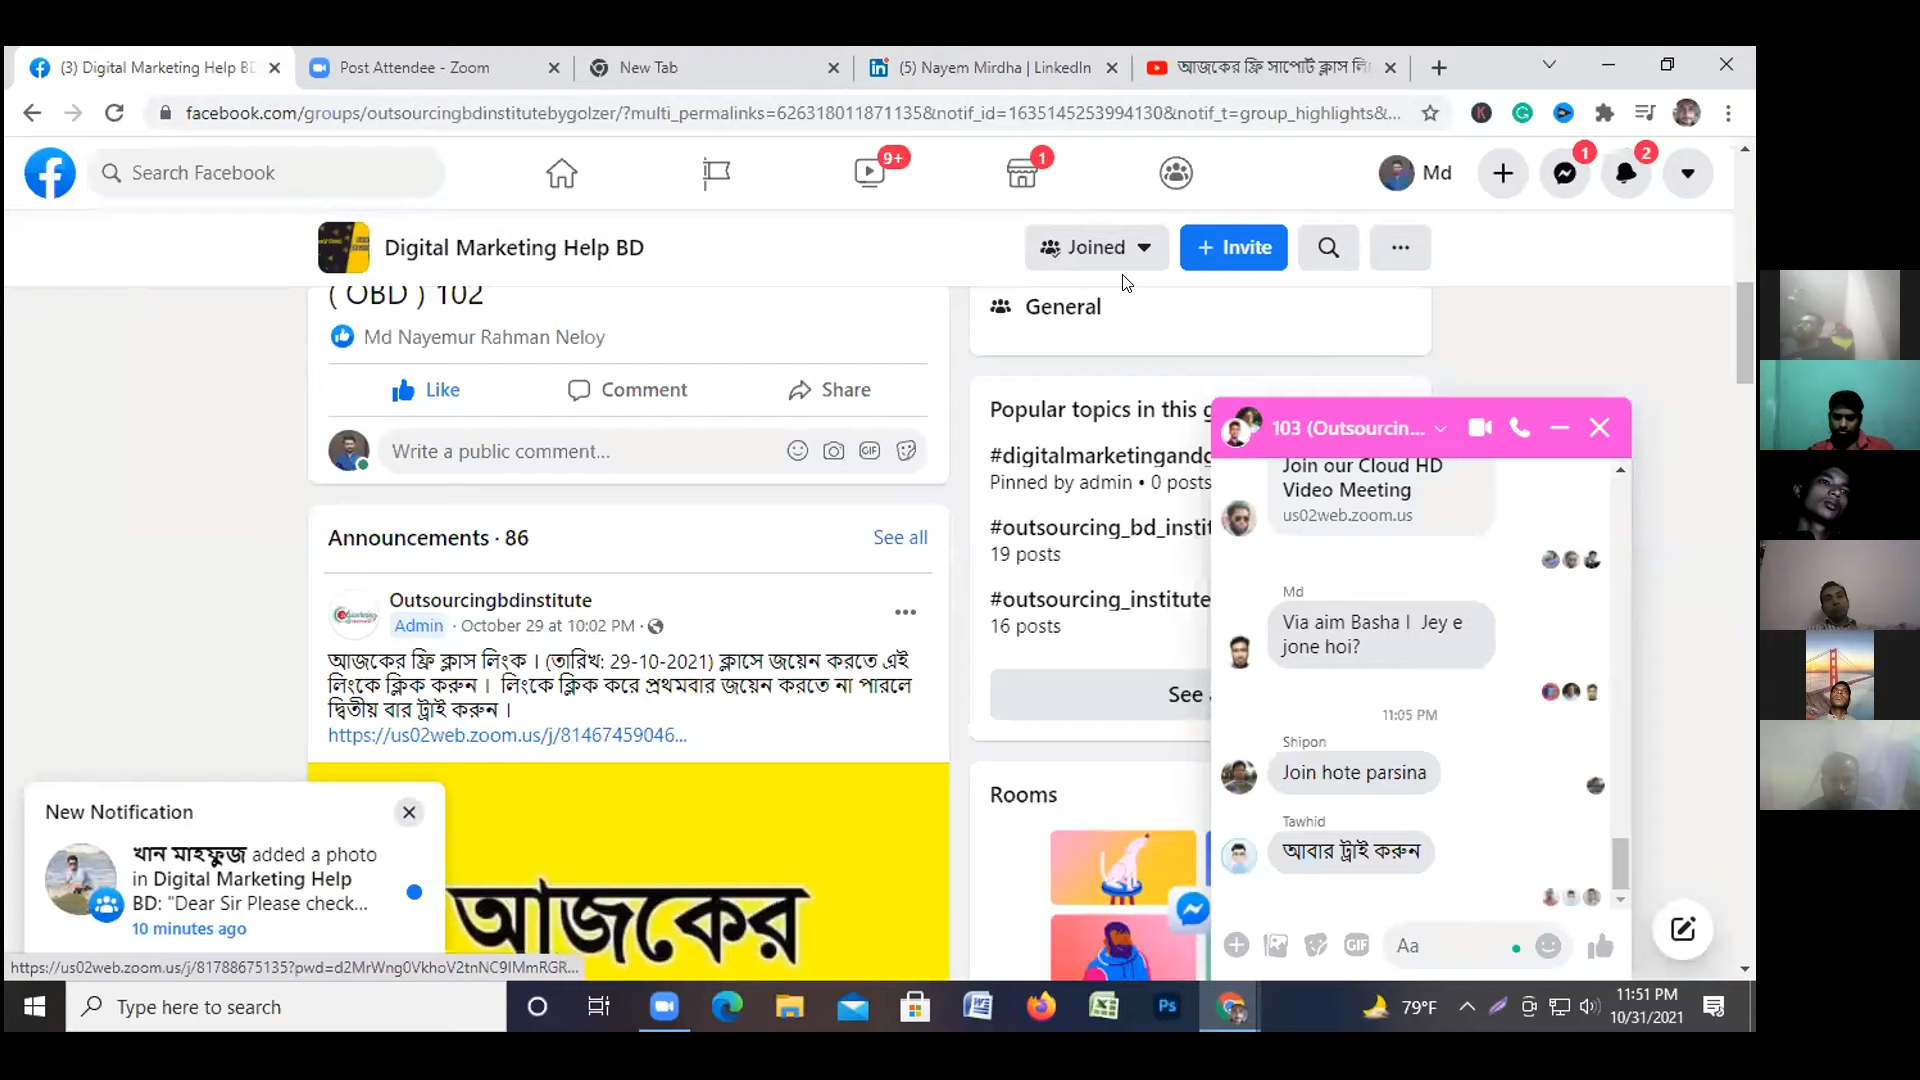 (3) Digital Marketing Help BD
Post Attendee - Zoom
New Tab
(5) Nayem Mirdha | LinkedIn
আজকের ফ্রি সাপোর্ট ক্লাস লি
facebook.com/groups/outsourcingbdinstitutebygolzer/?multi_permalinks=626318011871135&notif_id=1635145253994130&notif_t=group_highlights&...
Search Facebook
9+
1
Md
1
2
Digital Marketing Help BD
Joined
+ Invite
( OBD ) 102
Md Nayemur Rahman Neloy
Like
Comment
Share
Write a public comment...
GIF
Announcements · 86
See all
Outsourcingbdinstitute
Admin · October 29 at 10:02 PM ·
আজকের ফ্রি ক্লাস লিংক । (তারিখ: 29-10-2021) ক্লাসে জয়েন করতে এই
লিংকে ক্লিক করুন । লিংকে ক্লিক করে প্রথমবার জয়েন করতে না পারলে
দ্বিতীয় বার ট্রাই করুন ।
https://us02web.zoom.us/j/81467459046...
আজকের
General
Popular topics in this g
#digitalmarketingandg
Pinned by admin • 0 posts
#outsourcing_bd_insti
19 posts
#outsourcing_institute
16 posts
See
Rooms
103 (Outsourcin...
Join our Cloud HD
Video Meeting
us02web.zoom.us
Md
Via aim Basha I Jey e
jone hoi?
11:05 PM
Shipon
Join hote parsina
Tawhid
আবার ট্রাই করুন
GIF
Aa
New Notification
খান মাহফুজ added a photo
in Digital Marketing Help
BD: "Dear Sir Please check...
10 minutes ago
https://us02web.zoom.us/j/81788675135?pwd=d2MrWng0VkhoV2tnNC9IMmRGR...
Type here to search
Ps
79°F
11:51 PM
10/31/2021